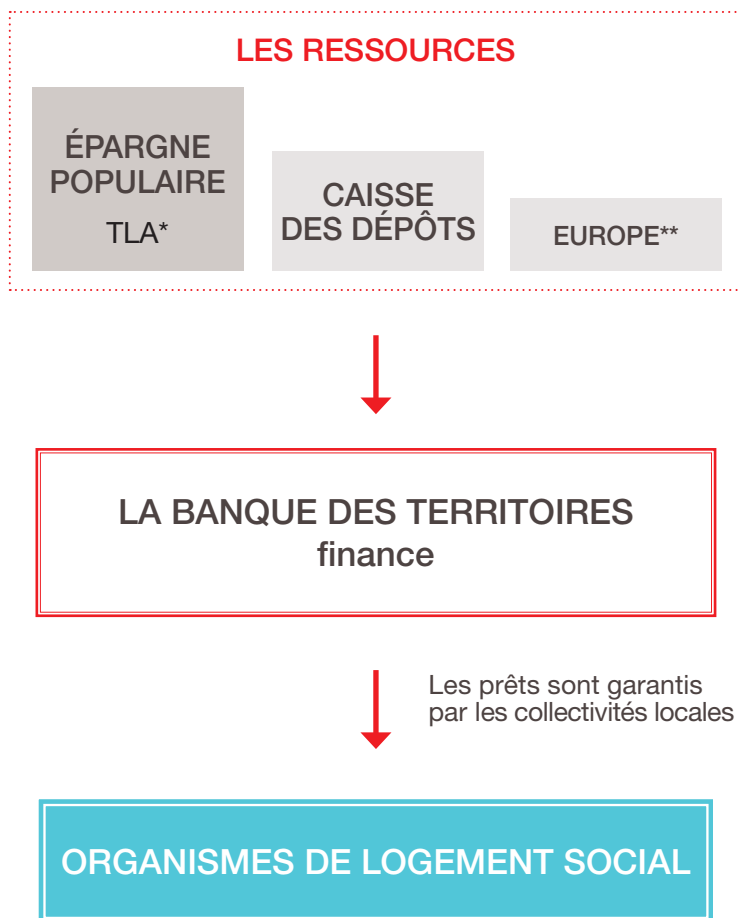 LES RESSOURCES
ÉPARGNE
POPULAIRE
TLA*
CAISSE
DES DÉPÔTS
EUROPE**
LA BANQUE DES TERRITOIRES
finance
Les prêts sont garantis
par les collectivités locales
ORGANISMES DE LOGEMENT SOCIAL